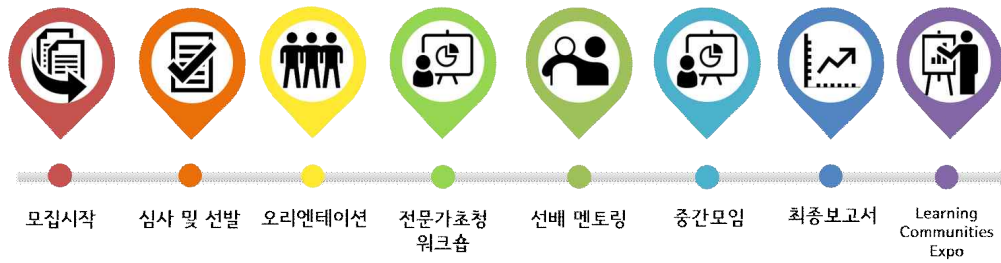 모집시작
심사 및 선발
오리엔테이션
전문가초청
워크숍
선배 멘토링
중간모임
최종보고서
Learning
Communities
Expo